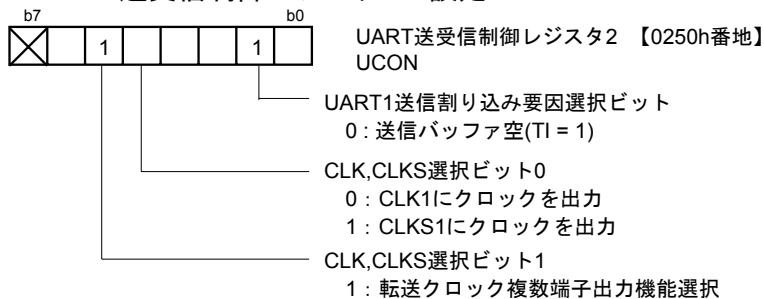 b7 b0
1 1
UART送受信制御レジスタ2 【0250h番地】
UCON
UART1送信割り込み要因選択ビット
0 : 送信バッファ空(TI = 1)
CLK,CLKS選択ビット0
0 : CLK1にクロックを出力
1 : CLKS1にクロックを出力
CLK,CLKS選択ビット1
1 : 転送クロック複数端子出力機能選択